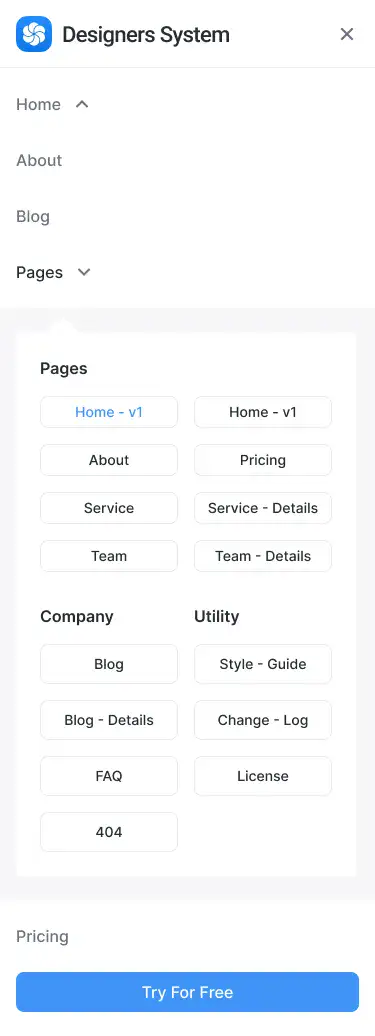 Designers System
Home
About
Blog
Pages
Pages
Home - v1
Home - v1
About
Pricing
Service
Service - Details
Team
Team - Details
Company
Utility
Blog
Style - Guide
Blog - Details
Change - Log
FAQ
License
404
Pricing
Try For Free